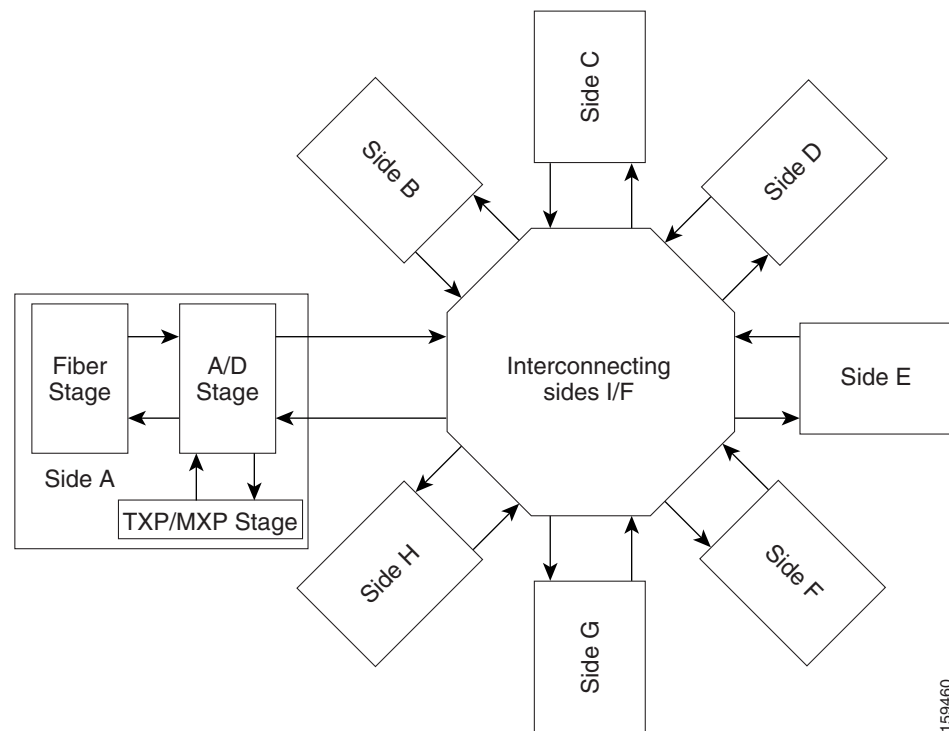 Side C
Side B
Side D
Fiber
Stage
A/D
Stage
Interconnecting
sides I/F
Side E
Side A
TXP/MXP Stage
Side H
Side F
Side G
159460